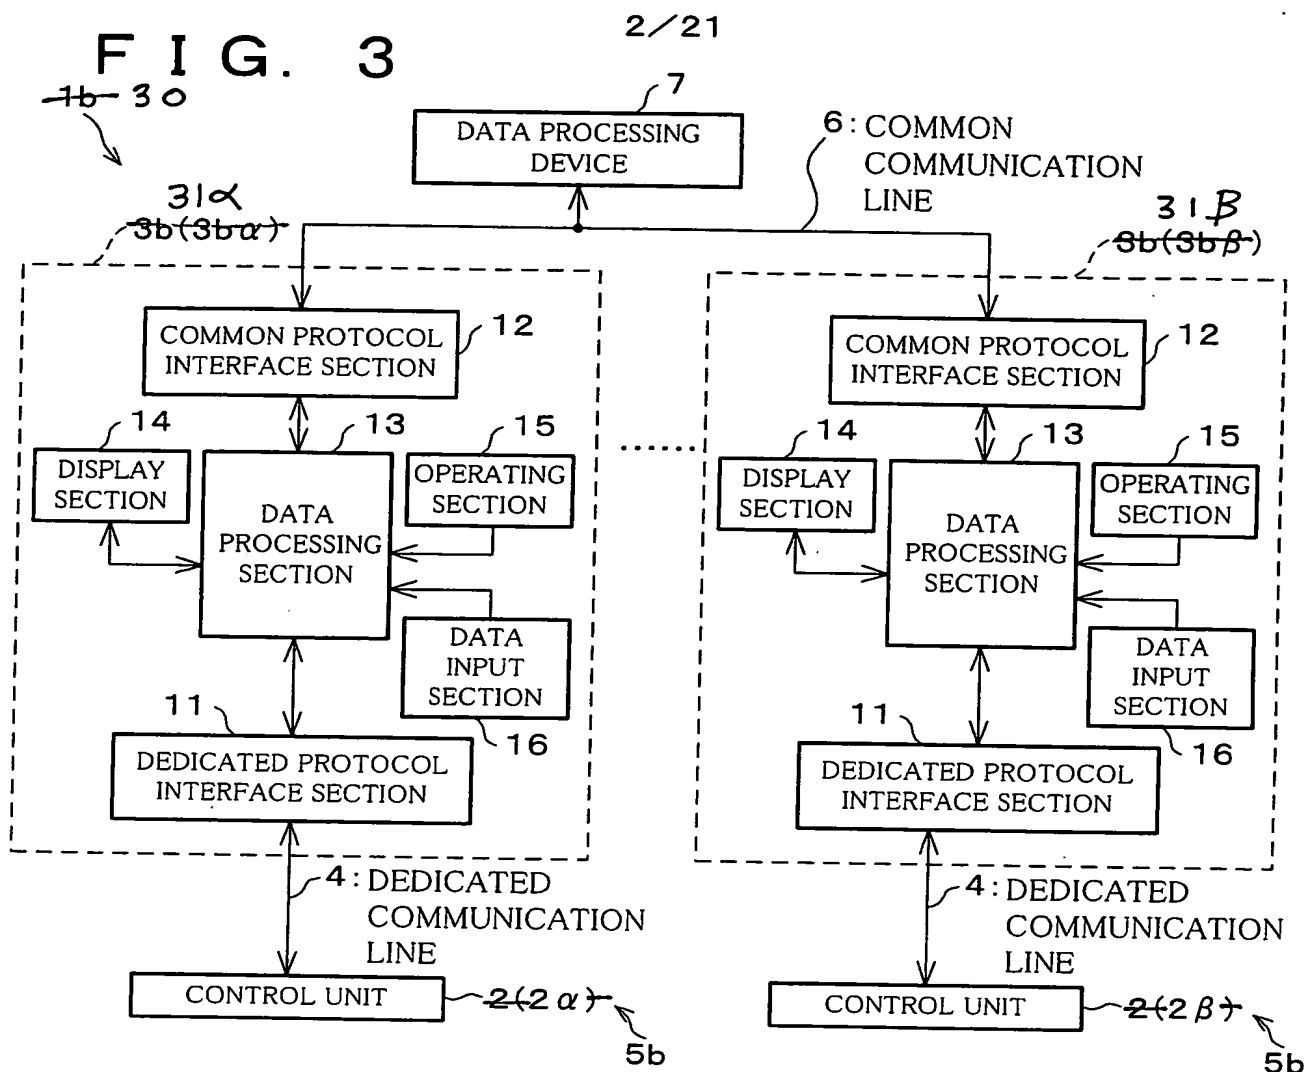 2/21
FIG. 3
1b 30
7
DATA PROCESSING
DEVICE
6: COMMON
COMMUNICATION
LINE
31α
3b(3bα)
31β
3b(3bβ)
COMMON PROTOCOL
INTERFACE SECTION
12
COMMON PROTOCOL
INTERFACE SECTION
12
14
DISPLAY
SECTION
13
DATA
PROCESSING
SECTION
15
OPERATING
SECTION
DATA
INPUT
SECTION
16
......
14
DISPLAY
SECTION
13
DATA
PROCESSING
SECTION
15
OPERATING
SECTION
DATA
INPUT
SECTION
16
11
DEDICATED PROTOCOL
INTERFACE SECTION
11
DEDICATED PROTOCOL
INTERFACE SECTION
4: DEDICATED
COMMUNICATION
LINE
4: DEDICATED
COMMUNICATION
LINE
CONTROL UNIT
2(2α)
5b
CONTROL UNIT
2(2β)
5b